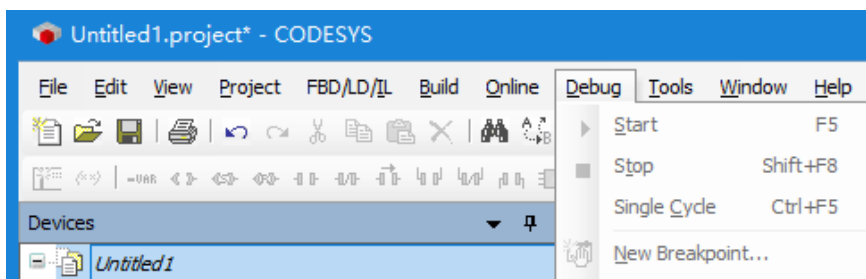 Untitled1.project* - CODESYS
File Edit View Project FBD/LD/IL Build Online Debug Tools Window Help
Start F5
Stop Shift+F8
Single Cycle Ctrl+F5
New Breakpoint...
Devices
Untitled1